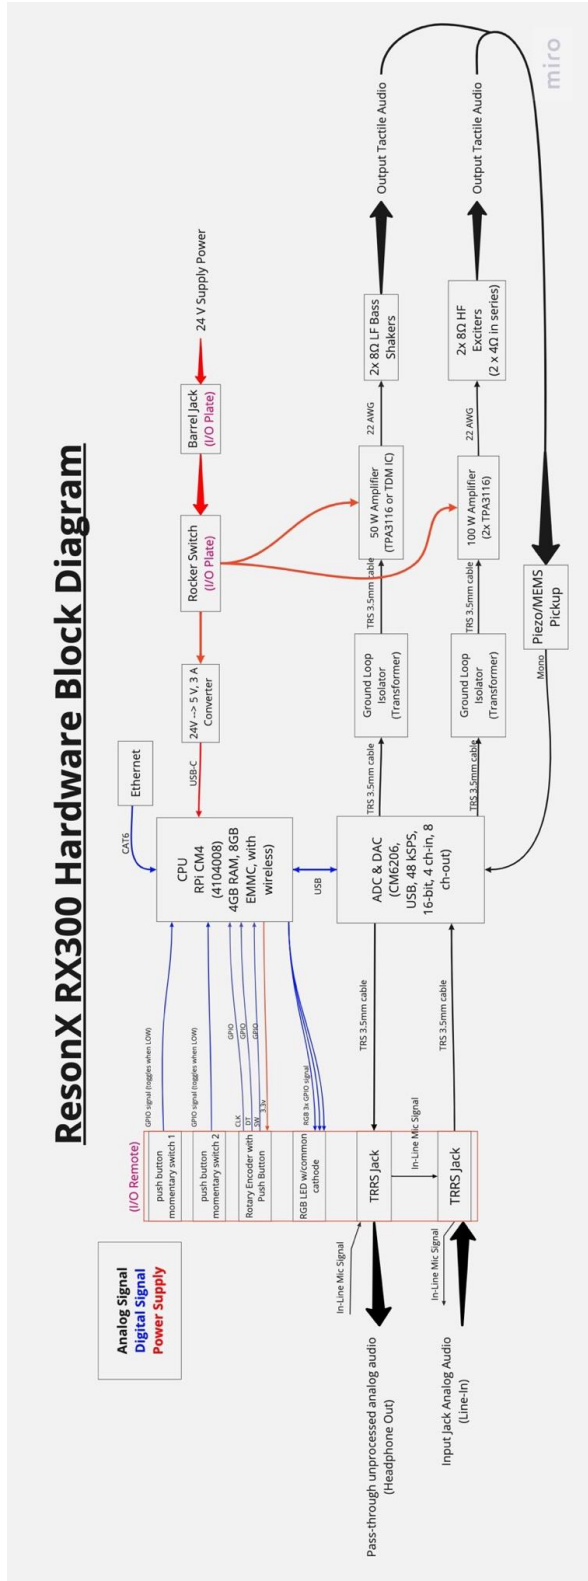 ResonX RX300 Hardware Block Diagram
Analog Signal
Digital Signal
Power Supply
(I/O Remote)
push button
momentary switch 1
push button
momentary switch 2
Rotary Encoder with
Push Button
RGB LED w/common
cathode
TRRS Jack
TRRS Jack
In-Line Mic Signal
In-Line Mic Signal
In-Line Mic Signal
Pass-through unprocessed analog audio
(Headphone Out)
Input Jack Analog Audio
(Line-In)
GPIO signal (toggles when LOW)
GPIO signal (toggles when LOW)
CLK
DT
SW
3.3v
GPIO
GPIO
GPIO
RGB 3x GPIO signal
TRS 3.5mm cable
TRS 3.5mm cable
Ethernet
CAT6
CPU
RPi CM4
(4104008)
4GB RAM, 8GB
EMMC, with
wireless)
USB
ADC & DAC
(CM6206,
USB, 48 kSPS,
16-bit, 4 ch-in, 8
ch-out)
USB-C
24V --> 5 V, 3 A
Converter
Rocker Switch
(I/O Plate)
Barrel Jack
(I/O Plate)
24 V Supply Power
TRS 3.5mm cable
TRS 3.5mm cable
Ground Loop
Isolator
(Transformer)
Ground Loop
Isolator
(Transformer)
TRS 3.5mm cable
TRS 3.5mm cable
50 W Amplifier
(TPA3116 or TDM IC)
100 W Amplifier
(2x TPA3116)
22 AWG
22 AWG
2x 8Ω LF Bass
Shakers
2x 8Ω HF
Exciters
(2 x 4Ω in series)
Output Tactile Audio
Output Tactile Audio
Piezo/MEMS
Pickup
Mono
miro